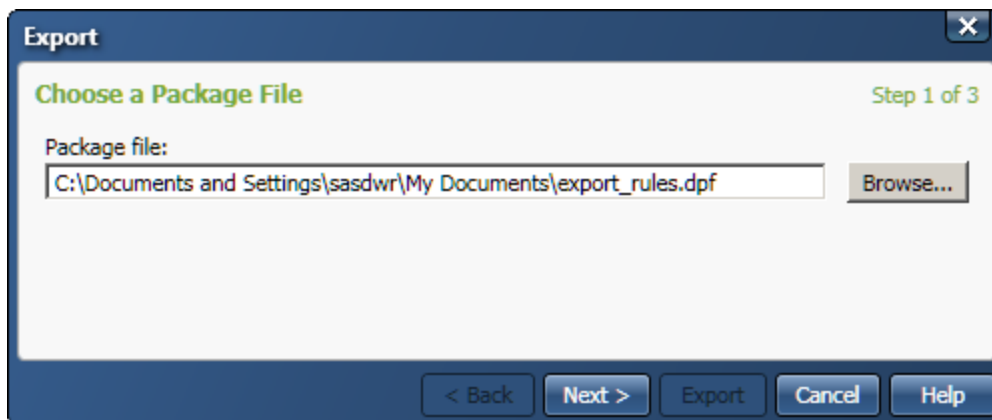 Export
Choose a Package File Step 1 of 3
Package file:
C:\Documents and Settings\sasdwr\My Documents\export_rules.dpf Browse...
< Back Next > Export Cancel Help